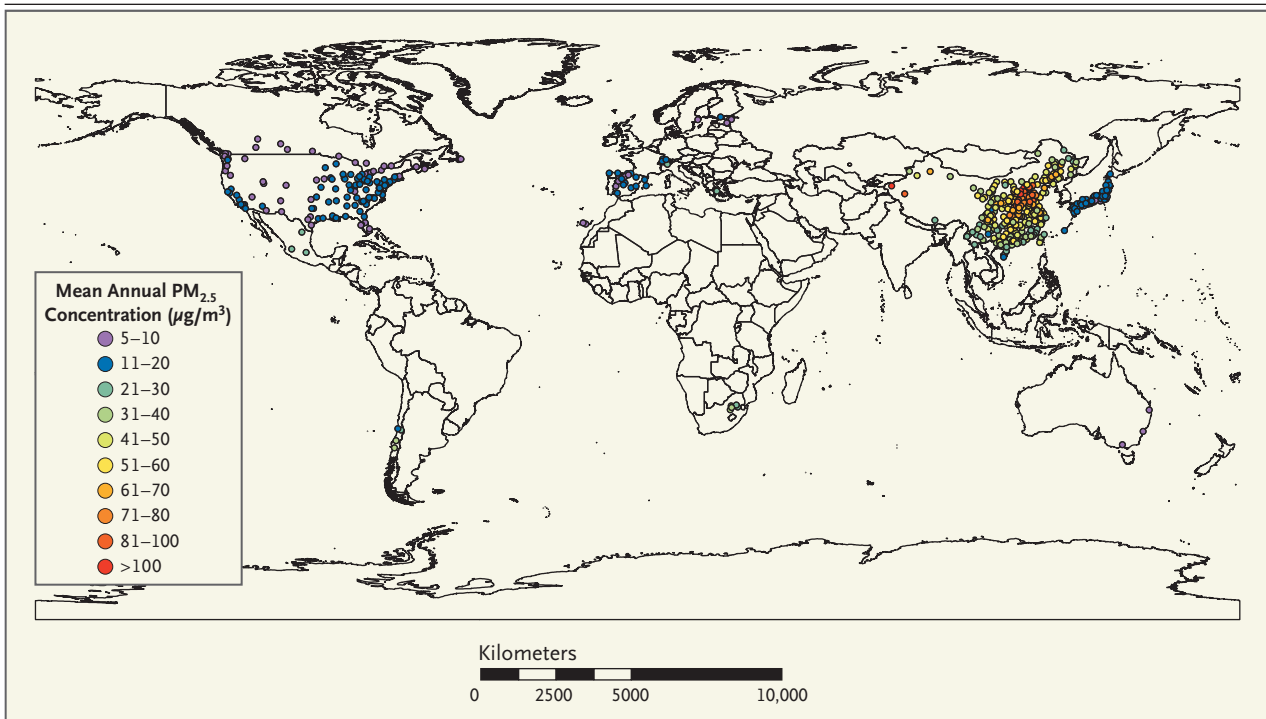 Mean Annual PM2.5
Concentration (µg/m3)
5–10
11–20
21–30
31–40
41–50
51–60
61–70
71–80
81–100
>100
Kilometers
0 2500 5000 10,000